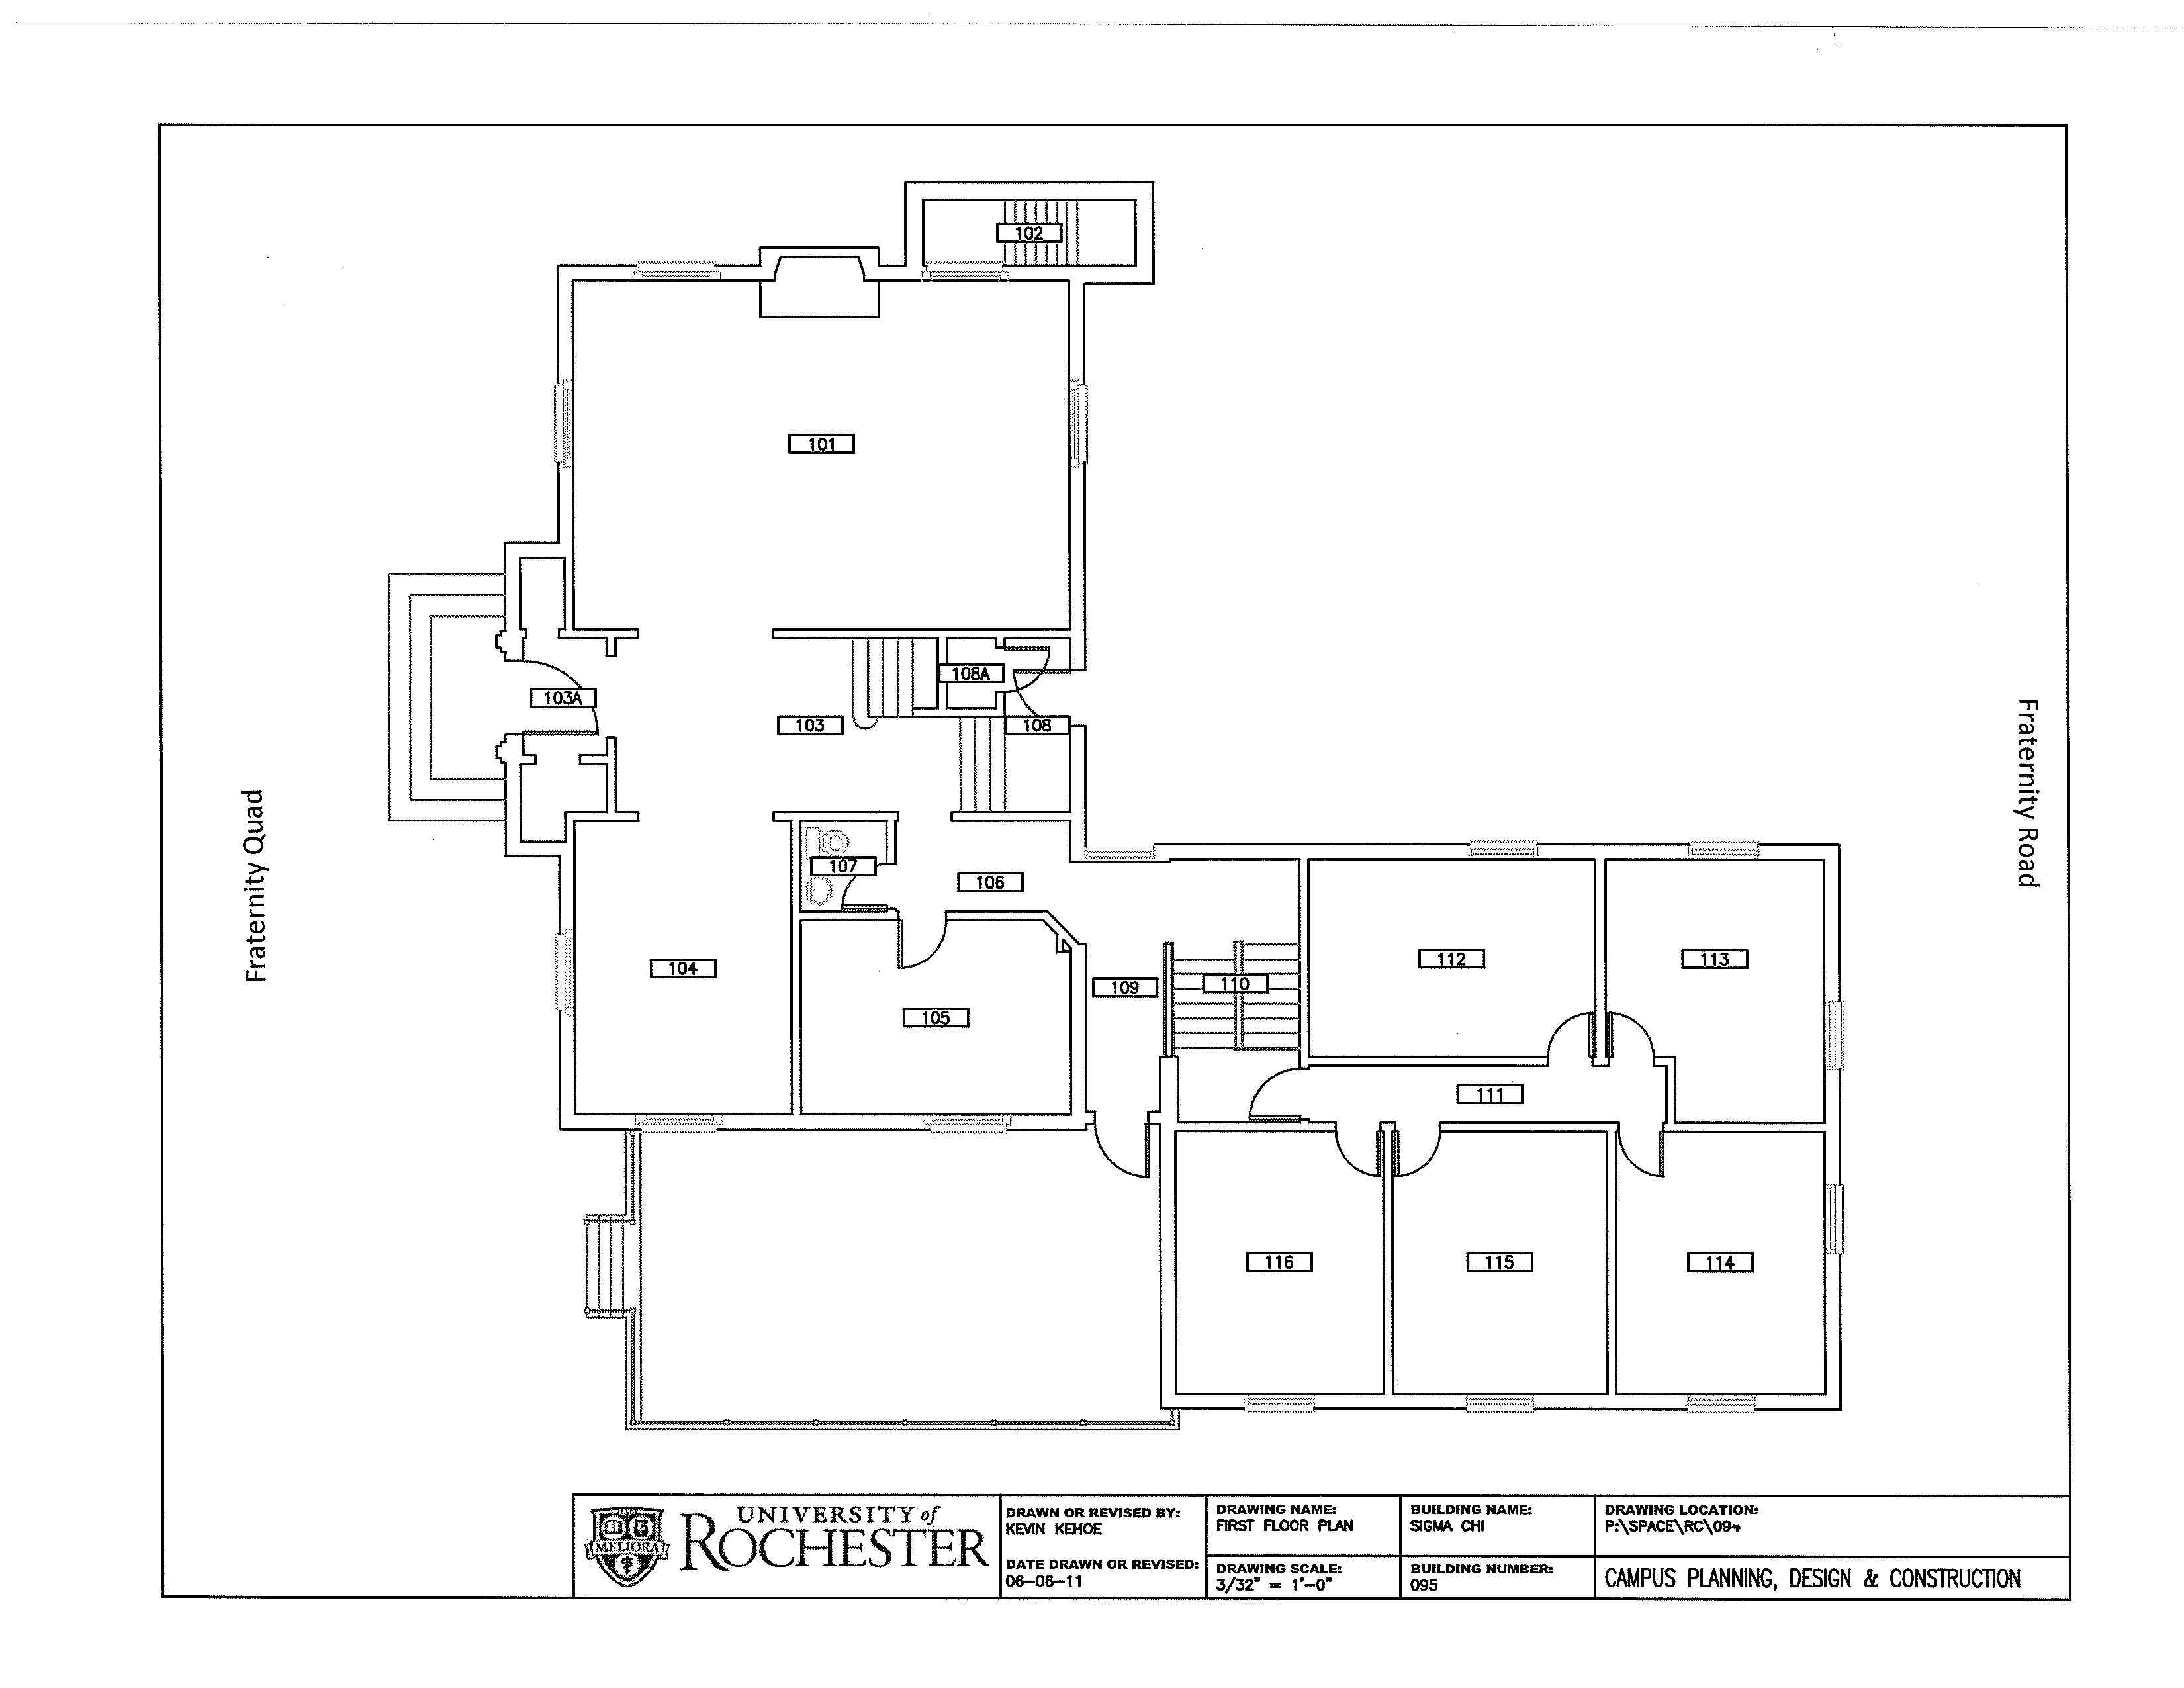 102
101
108A
103A
103
108
Fraternity Road
Fraternity Quad
107
106
104
109
110
112
113
105
111
116
115
114
MELIORA
UNIVERSITY of
ROCHESTER
DRAWN OR REVISED BY:
KEVIN KEHOE
DATE DRAWN OR REVISED:
06-06-11
DRAWING NAME:
FIRST FLOOR PLAN
DRAWING SCALE:
3/32" = 1'-0"
BUILDING NAME:
SIGMA CHI
BUILDING NUMBER:
095
DRAWING LOCATION:
P:\SPACE\RC\094
CAMPUS PLANNING, DESIGN & CONSTRUCTION